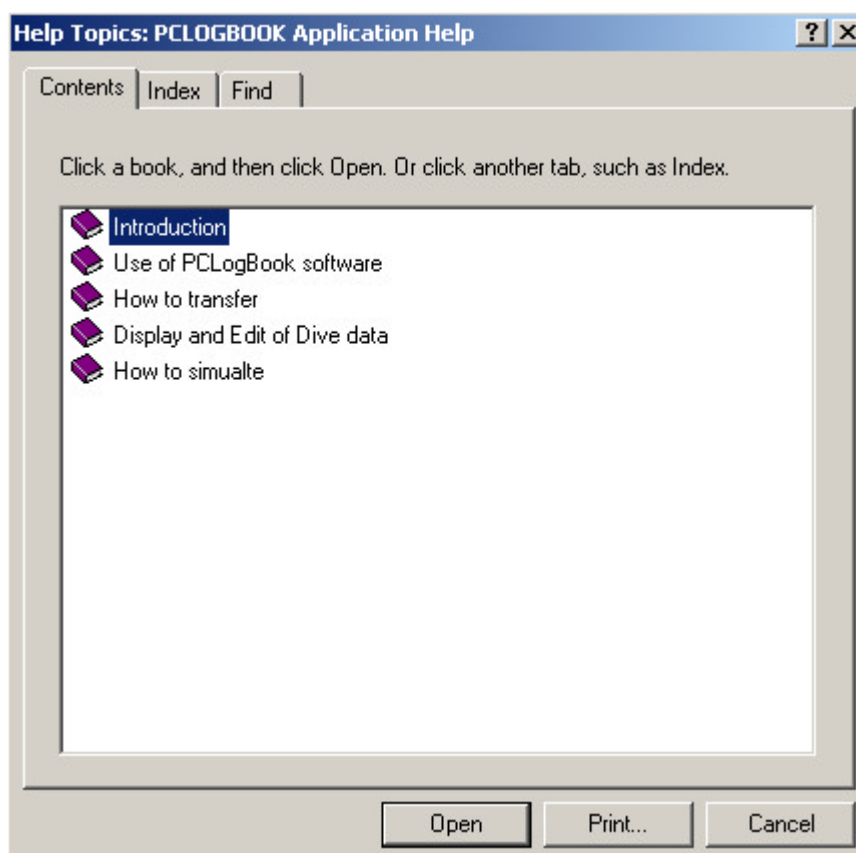 Help Topics: PCLOGBOOK Application Help
Contents Index Find
Click a book, and then click Open. Or click another tab, such as Index.
Introduction
Use of PCLogBook software
How to transfer
Display and Edit of Dive data
How to simualte
Open Print... Cancel